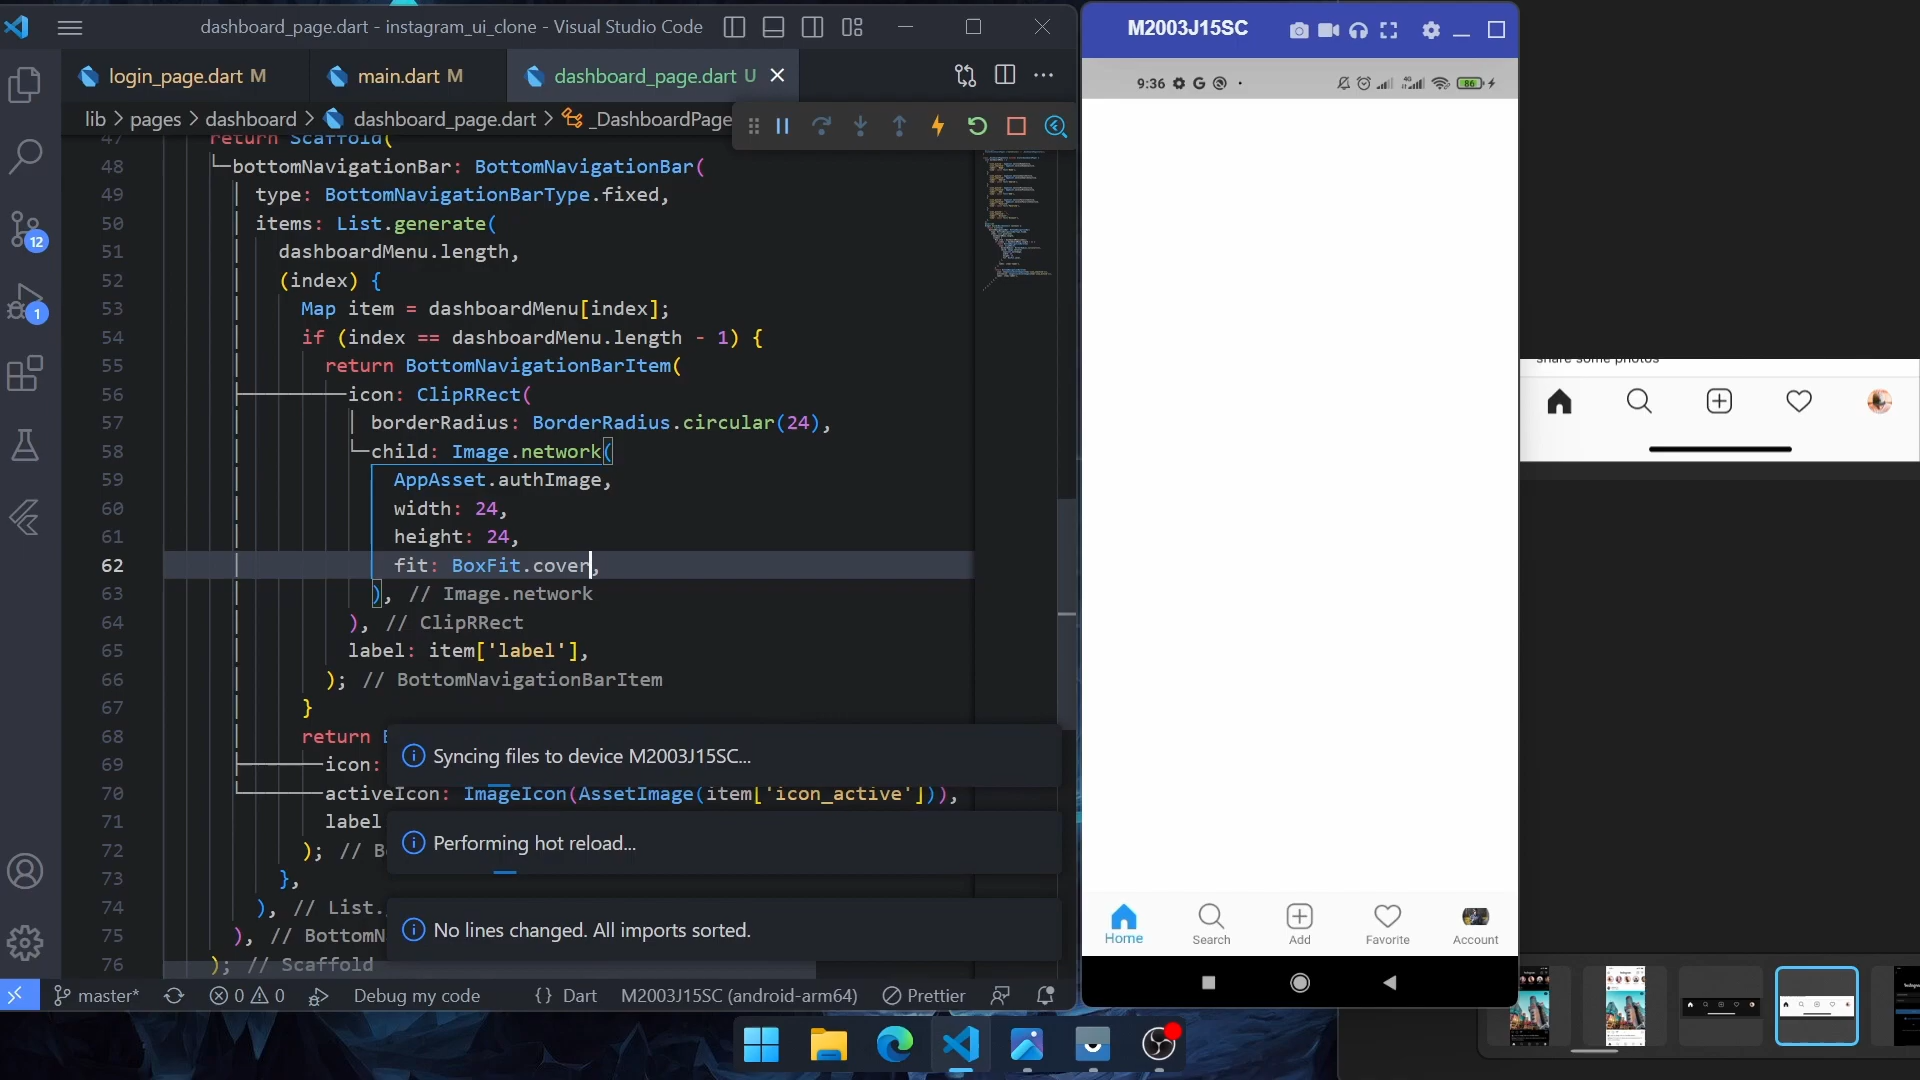 dashboard_page.dart - instagram_ui_clone - Visual Studio Code
login_page.dart M
main.dart M
dashboard_page.dart U
lib > pages > dashboard > dashboard_page.dart > _DashboardPage
47 return Scaffold(
48 bottomNavigationBar: BottomNavigationBar(
49 type: BottomNavigationBarType.fixed,
50 items: List.generate(
51 dashboardMenu.length,
52 (index) {
53 Map item = dashboardMenu[index];
54 if (index == dashboardMenu.length - 1) {
55 return BottomNavigationBarItem(
56 icon: ClipRRect(
57 borderRadius: BorderRadius.circular(24),
58 child: Image.network(
59 AppAsset.authImage,
60 width: 24,
61 height: 24,
62 fit: BoxFit.cover,
63 ), // Image.network
64 ), // ClipRRect
65 label: item['label'],
66 ); // BottomNavigationBarItem
67 }
68 return
69 icon:
70 activeIcon: ImageIcon(AssetImage(item['icon_active'])),
71 label
72 ); // B
73 },
74 ), // List.
75 ), // BottomN
76 ); // Scaffold
Syncing files to device M2003J15SC...
Performing hot reload...
No lines changed. All imports sorted.
12
1
master*
0
0
Debug my code
{} Dart
M2003J15SC (android-arm64)
Prettier
M2003J15SC
9:36
G
4G
86
Home
Search
Add
Favorite
Account
share some photos